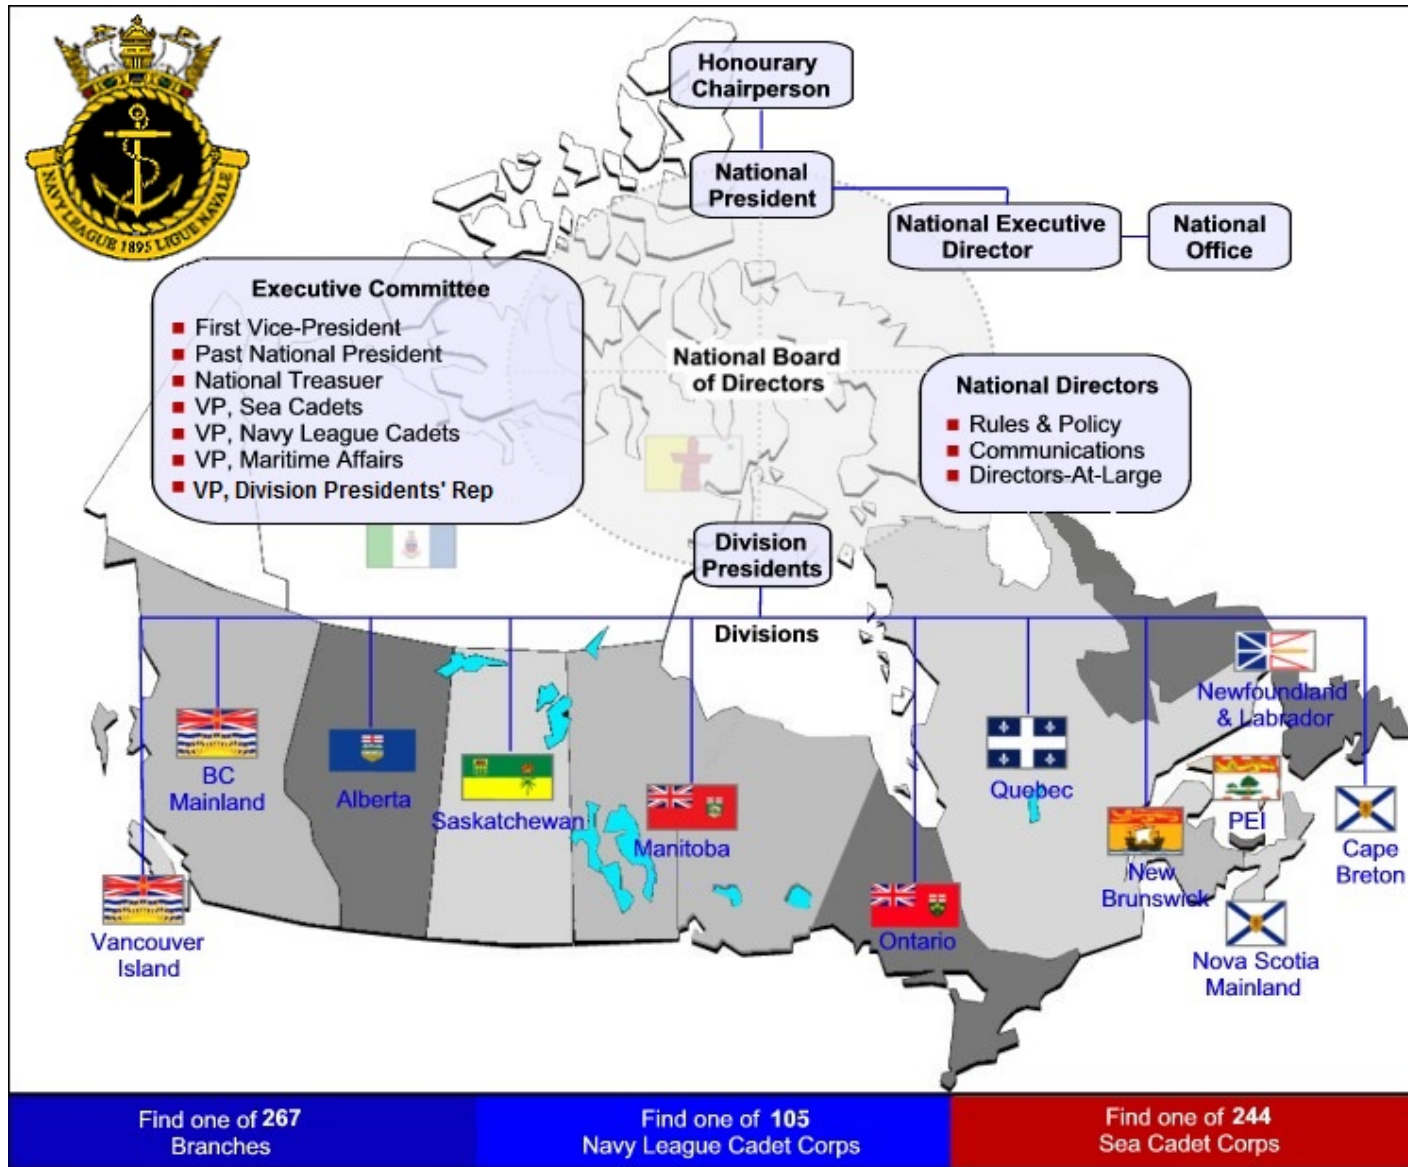 NAVY LEAGUE 1895 LIGUE NAVALE
Honourary
Chairperson
National
President
National Executive
Director
National
Office
Executive Committee
First Vice-President
Past National President
National Treasuer
VP, Sea Cadets
VP, Navy League Cadets
VP, Maritime Affairs
VP, Division Presidents' Rep
National Board
of Directors
National Directors
Rules & Policy
Communications
Directors-At-Large
Division
Presidents
Divisions
Vancouver
Island
BC
Mainland
Alberta
Saskatchewan
Manitoba
Ontario
Quebec
New
Brunswick
Newfoundland
& Labrador
PEI
Nova Scotia
Mainland
Cape
Breton
Find one of 267
Branches
Find one of 105
Navy League Cadet Corps
Find one of 244
Sea Cadet Corps